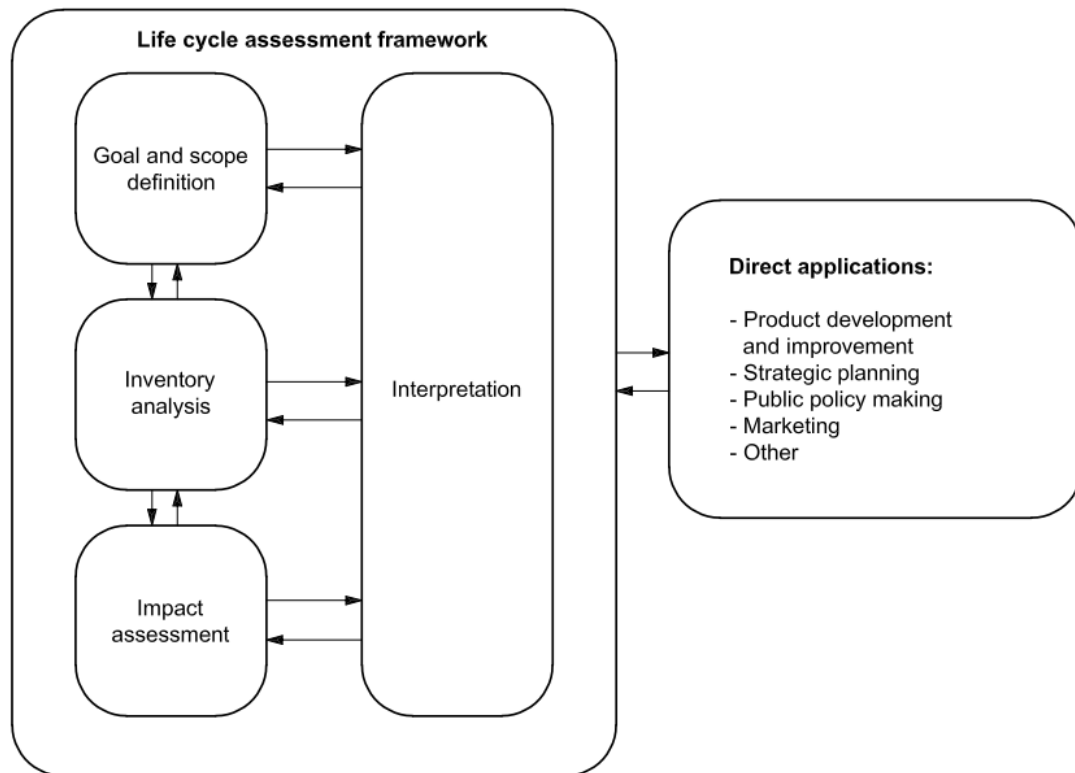 Life cycle assessment framework
Goal and scope
definition
Inventory
analysis
Impact
assessment
Interpretation
Direct applications:
- Product development
and improvement
- Strategic planning
- Public policy making
- Marketing
- Other